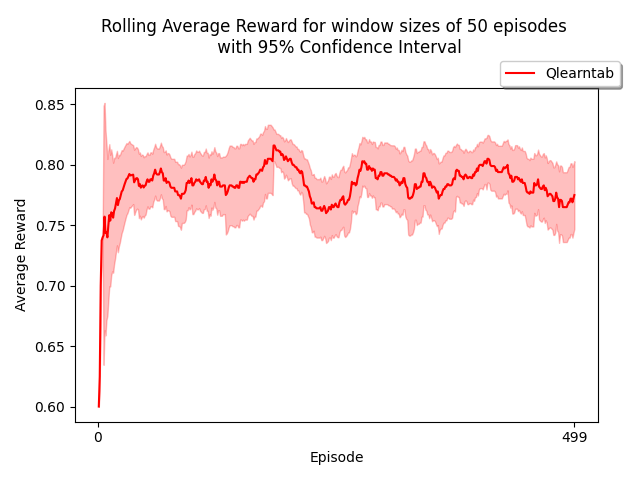 Rolling Average Reward for window sizes of 50 episodes
with 95% Confidence Interval
Qlearntab
0.85
0.80
0.75
0.70
0.65
0.60
Average Reward
0
499
Episode